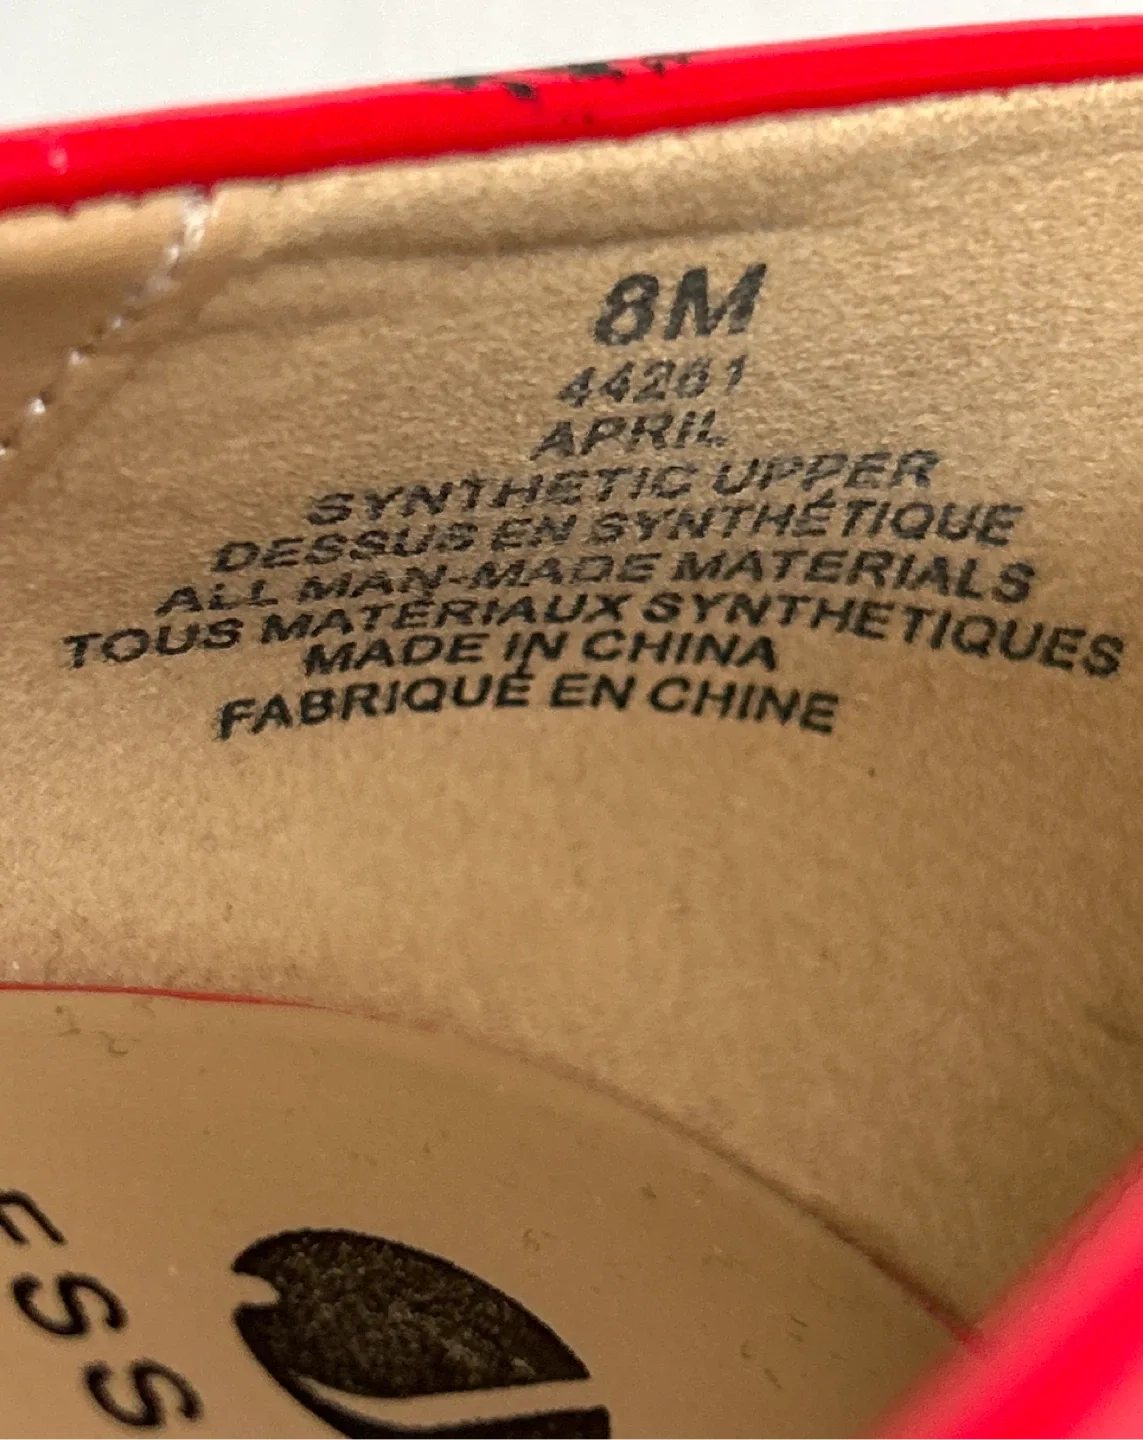 8M
44261
APRIL
SYNTHETIC UPPER
DESSUS EN SYNTHÉTIQUE
ALL MAN-MADE MATERIALS
TOUS MATÉRIAUX SYNTHETIQUES
MADE IN CHINA
FABRIQUÉ EN CHINE
ESS